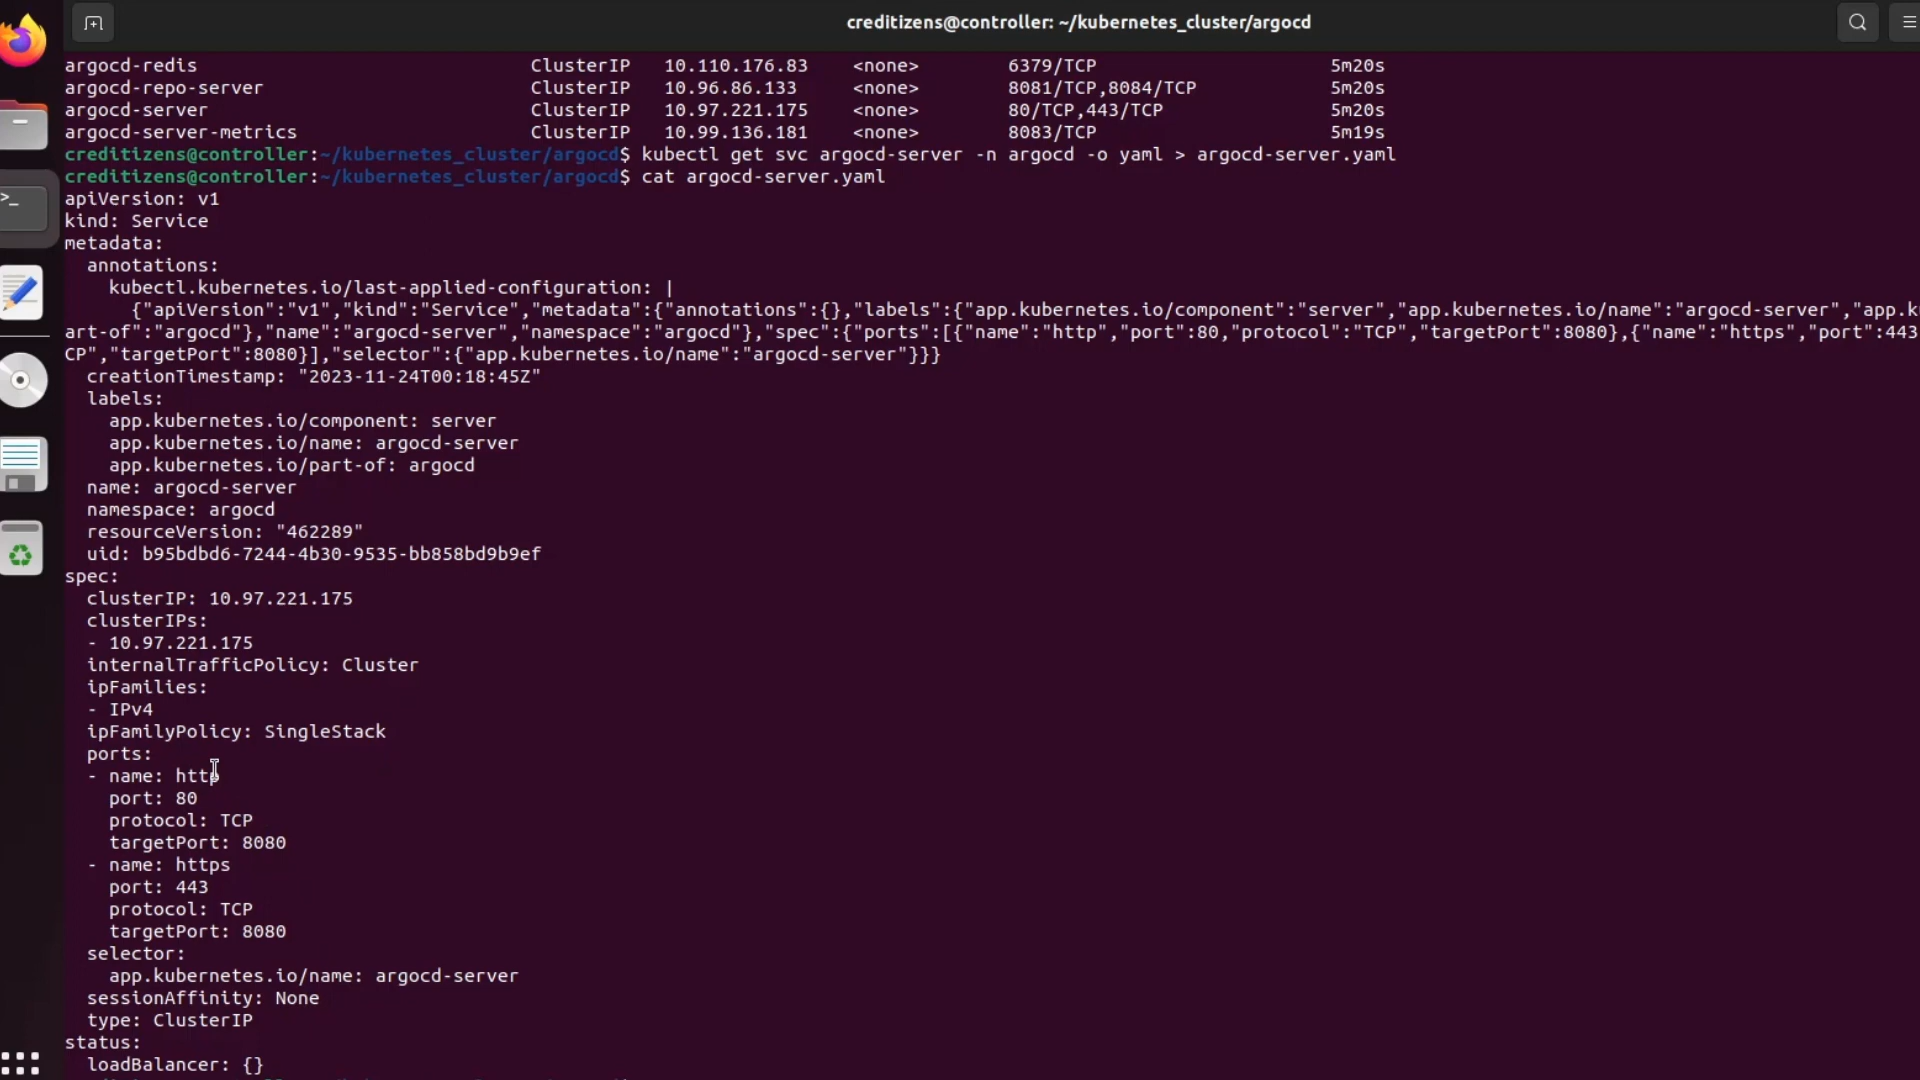 creditizens@controller: ~/kubernetes_cluster/argocd
argocd-redis ClusterIP 10.110.176.83 <none> 6379/TCP 5m20s
argocd-repo-server ClusterIP 10.96.86.133 <none> 8081/TCP,8084/TCP 5m20s
argocd-server ClusterIP 10.97.221.175 <none> 80/TCP,443/TCP 5m20s
argocd-server-metrics ClusterIP 10.99.136.181 <none> 8083/TCP 5m19s
creditizens@controller:~/kubernetes_cluster/argocd$ kubectl get svc argocd-server -n argocd -o yaml > argocd-server.yaml
creditizens@controller:~/kubernetes_cluster/argocd$ cat argocd-server.yaml
apiVersion: v1
kind: Service
metadata:
  annotations:
    kubectl.kubernetes.io/last-applied-configuration: |
      {"apiVersion":"v1","kind":"Service","metadata":{"annotations":{},"labels":{"app.kubernetes.io/component":"server","app.kubernetes.io/name":"argocd-server","app.k
art-of":"argocd"},"name":"argocd-server","namespace":"argocd"},"spec":{"ports":[{"name":"http","port":80,"protocol":"TCP","targetPort":8080},{"name":"https","port":443
CP","targetPort":8080}],"selector":{"app.kubernetes.io/name":"argocd-server"}}}
  creationTimestamp: "2023-11-24T00:18:45Z"
  labels:
    app.kubernetes.io/component: server
    app.kubernetes.io/name: argocd-server
    app.kubernetes.io/part-of: argocd
  name: argocd-server
  namespace: argocd
  resourceVersion: "462289"
  uid: b95bdbd6-7244-4b30-9535-bb858bd9b9ef
spec:
  clusterIP: 10.97.221.175
  clusterIPs:
  - 10.97.221.175
  internalTrafficPolicy: Cluster
  ipFamilies:
  - IPv4
  ipFamilyPolicy: SingleStack
  ports:
  - name: http
    port: 80
    protocol: TCP
    targetPort: 8080
  - name: https
    port: 443
    protocol: TCP
    targetPort: 8080
  selector:
    app.kubernetes.io/name: argocd-server
  sessionAffinity: None
  type: ClusterIP
status:
  loadBalancer: {}